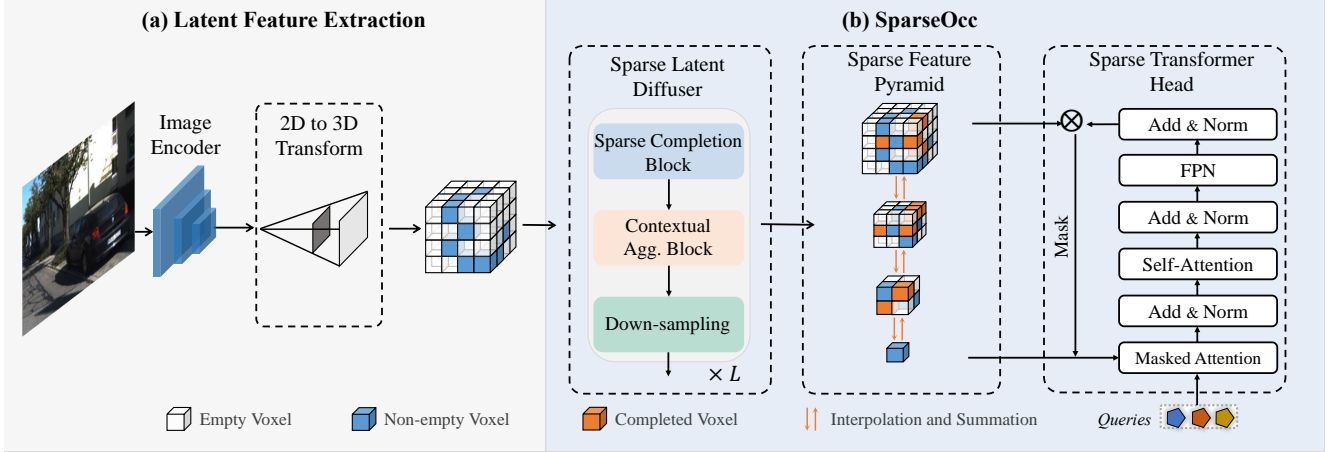 (a) Latent Feature Extraction
(b) SparseOcc
Image
Encoder
2D to 3D
Transform
Sparse Latent
Diffuser
Sparse Completion
Block
Contextual
Agg. Block
Down-sampling
× L
Sparse Feature
Pyramid
Sparse Transformer
Head
Mask
Add & Norm
FPN
Add & Norm
Self-Attention
Add & Norm
Masked Attention
Queries
Empty Voxel
Non-empty Voxel
Completed Voxel
Interpolation and Summation